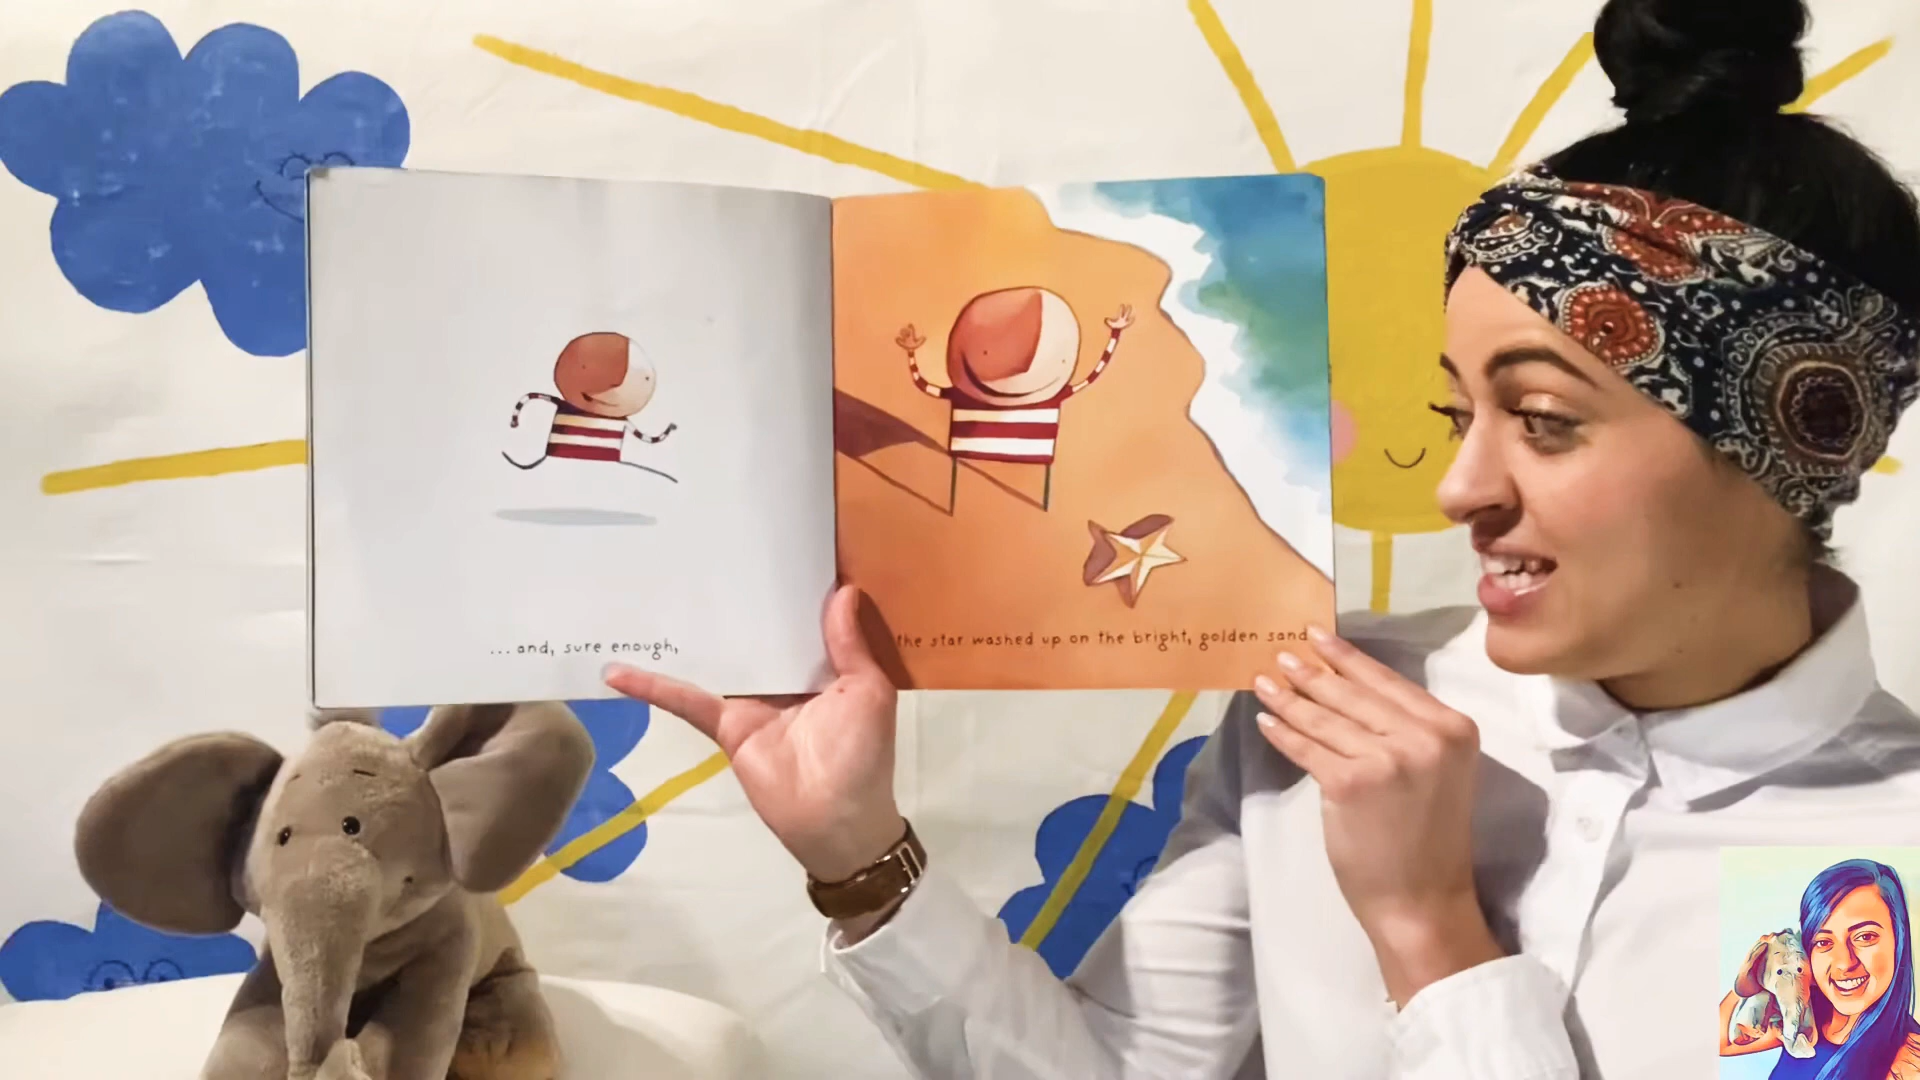 ...and, sure enough,
the star washed up on the bright, golden sand